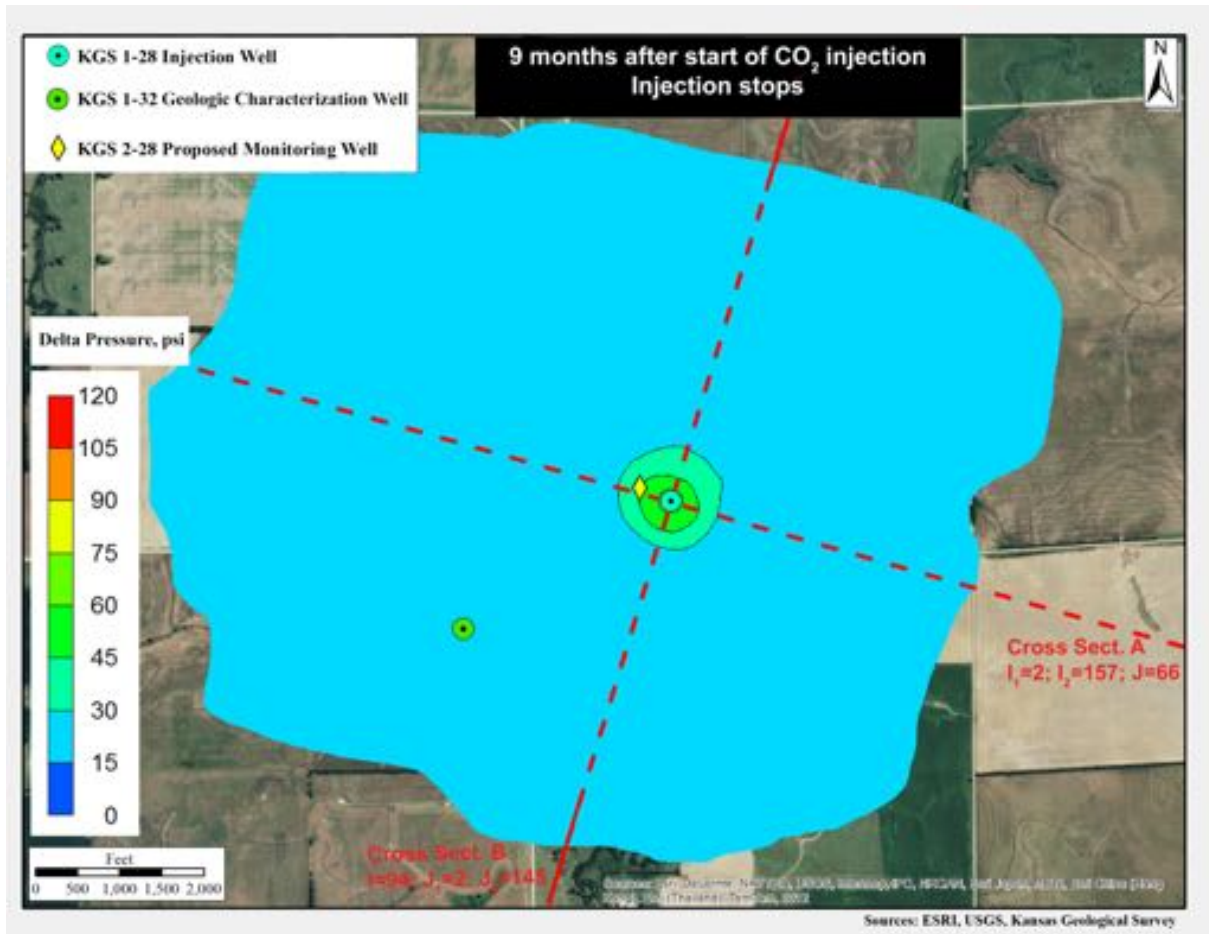 KGS 1-28 Injection Well
KGS 1-32 Geologic Characterization Well
KGS 2-28 Proposed Monitoring Well
9 months after start of CO₂ injection
Injection stops
N
Delta Pressure, psi
120
105
90
75
60
45
30
15
0
Cross Sect. A
I₁=2; I₂=157; J=66
Cross Sect. B
Feet
0 500 1,000 1,500 2,000
Sources: ESRI, USGS, Kansas Geological Survey